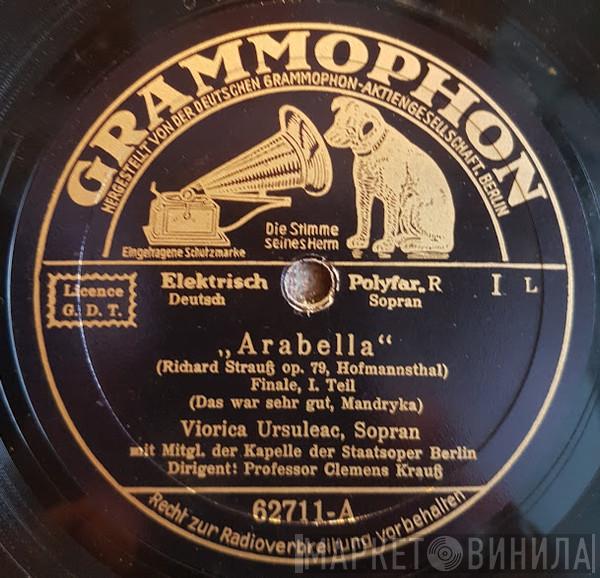 GRAMMOPHON
HERGESTELLT VON DER DEUTSCHEN GRAMMOPHON-AKTIENGESELLSCHAFT, BERLIN
Die Stimme
seines Herrn
Eingetragene Schutzmarke
Licence
G. D. T.
Elektrisch
Deutsch
Polyfar. R
Sopran
I L
„Arabella“
(Richard Strauß op. 79, Hofmannsthal)
Finale, I. Teil
(Das war sehr gut, Mandryka)
Viorica Ursuleac, Sopran
mit Mitgl. der Kapelle der Staatsoper Berlin
Dirigent: Professor Clemens Krauß
62711-A
Recht zur Radioverbreitung vorbehalten
МАРКЕТ ВИНИЛА